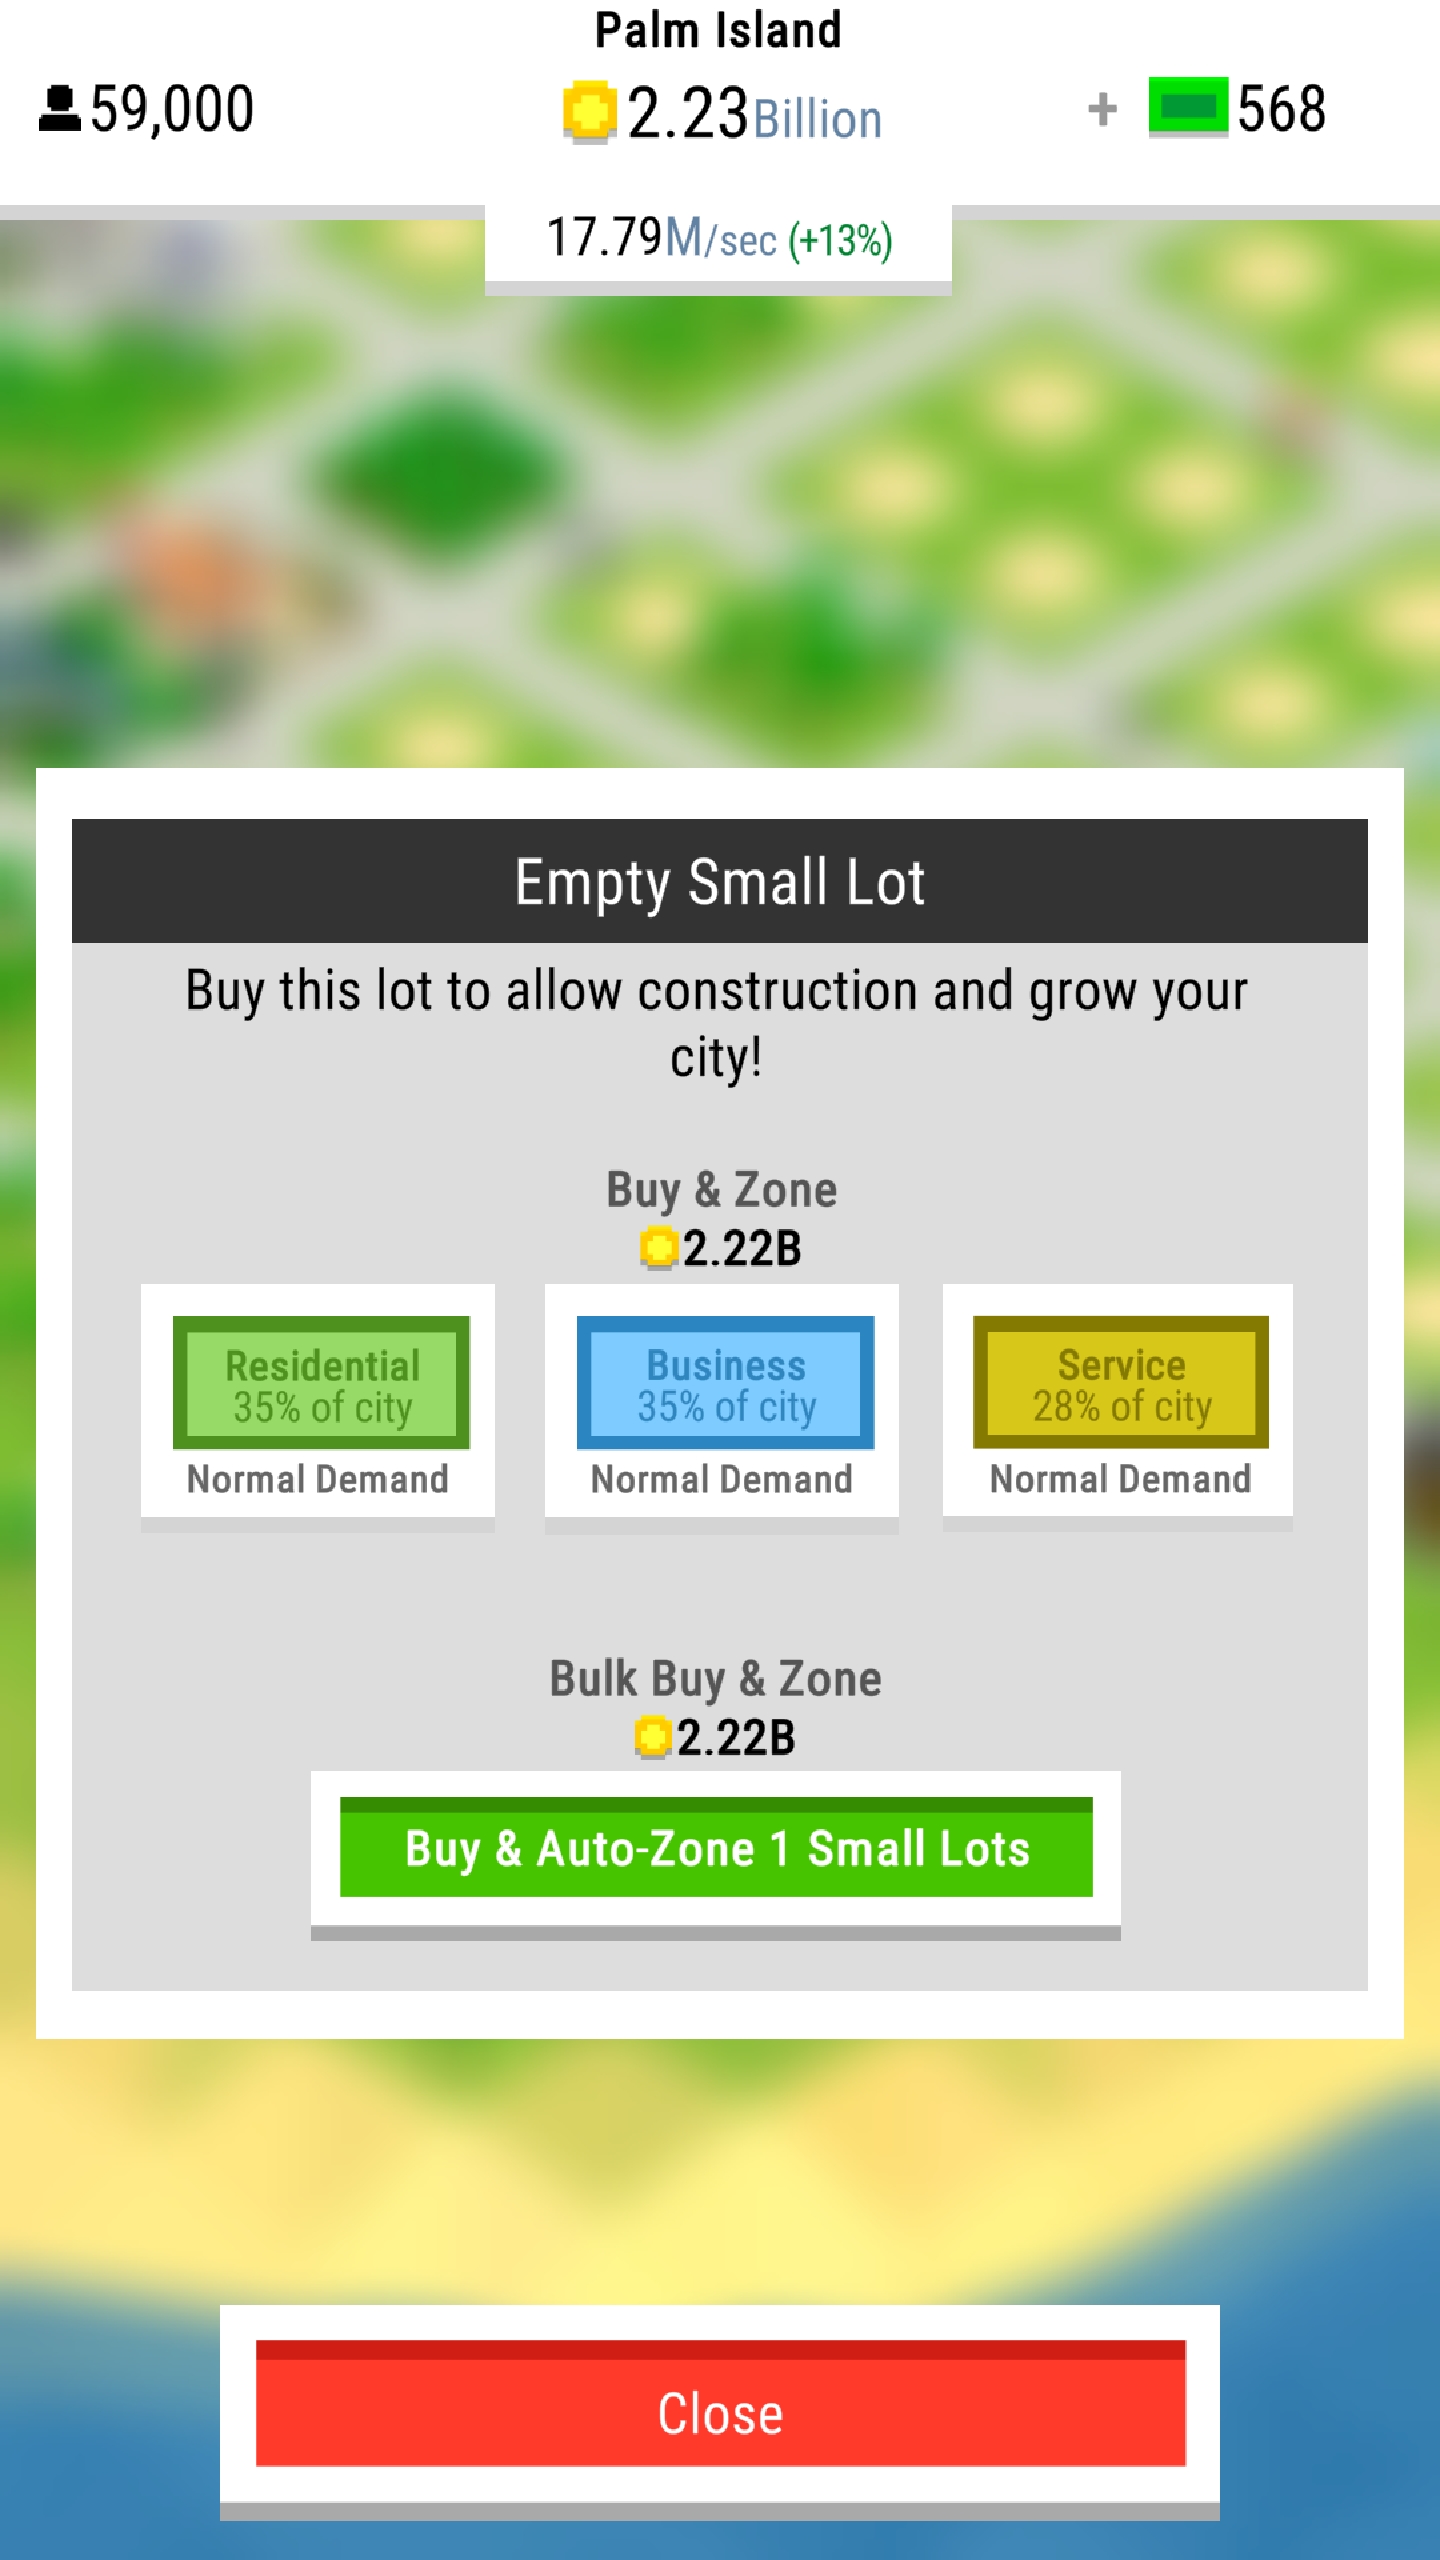 Palm Island
59,000
2.23Billion
+ 568
17.79M/sec (+13%)
Empty Small Lot
Buy this lot to allow construction and grow your
city!
Buy & Zone
2.22B
Residential
35% of city
Normal Demand
Business
35% of city
Normal Demand
Service
28% of city
Normal Demand
Bulk Buy & Zone
2.22B
Buy & Auto-Zone 1 Small Lots
Close